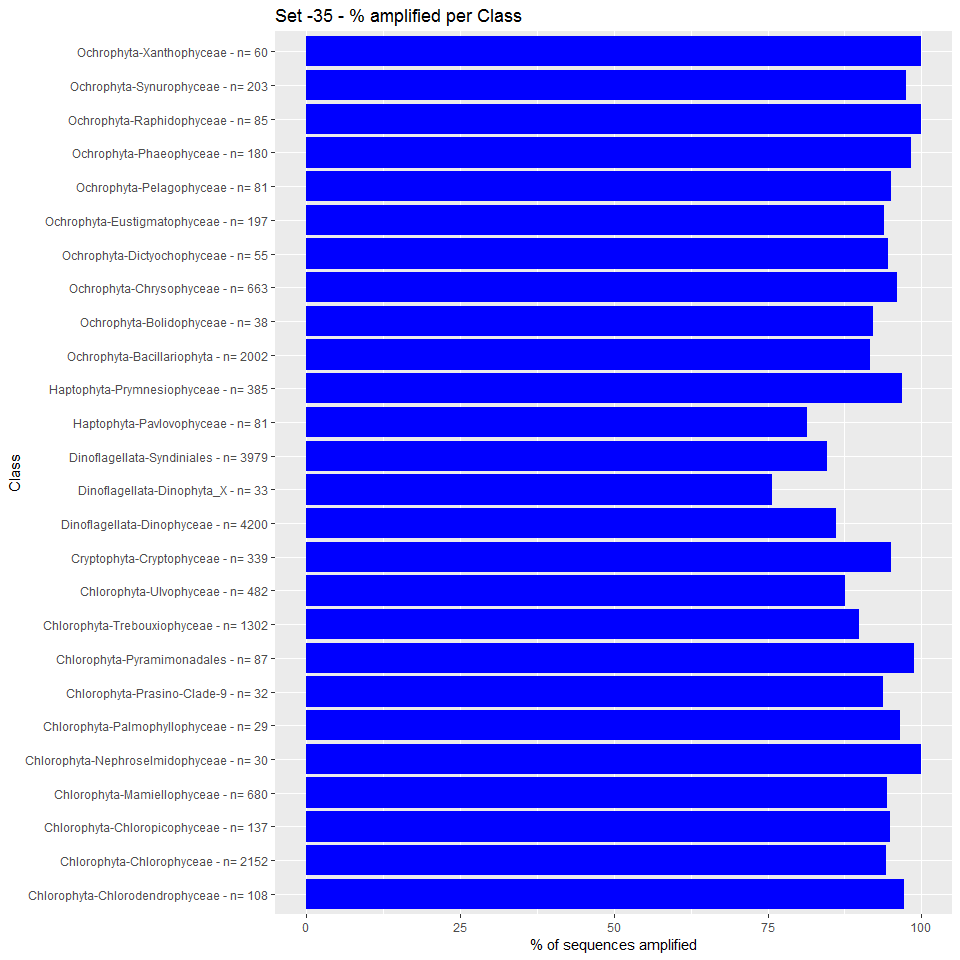 Set -35 - % amplified per Class
Class
Ochrophyta-Xanthophyceae - n= 60
Ochrophyta-Synurophyceae - n= 203
Ochrophyta-Raphidophyceae - n= 85
Ochrophyta-Phaeophyceae - n= 180
Ochrophyta-Pelagophyceae - n= 81
Ochrophyta-Eustigmatophyceae - n= 197
Ochrophyta-Dictyochophyceae - n= 55
Ochrophyta-Chrysophyceae - n= 663
Ochrophyta-Bolidophyceae - n= 38
Ochrophyta-Bacillariophyta - n= 2002
Haptophyta-Prymnesiophyceae - n= 385
Haptophyta-Pavlovophyceae - n= 81
Dinoflagellata-Syndiniales - n= 3979
Dinoflagellata-Dinophyta_X - n= 33
Dinoflagellata-Dinophyceae - n= 4200
Cryptophyta-Cryptophyceae - n= 339
Chlorophyta-Ulvophyceae - n= 482
Chlorophyta-Trebouxiophyceae - n= 1302
Chlorophyta-Pyramimonadales - n= 87
Chlorophyta-Prasino-Clade-9 - n= 32
Chlorophyta-Palmophyllophyceae - n= 29
Chlorophyta-Nephroselmidophyceae - n= 30
Chlorophyta-Mamiellophyceae - n= 680
Chlorophyta-Chloropicophyceae - n= 137
Chlorophyta-Chlorophyceae - n= 2152
Chlorophyta-Chlorodendrophyceae - n= 108
0 25 50 75 100
% of sequences amplified